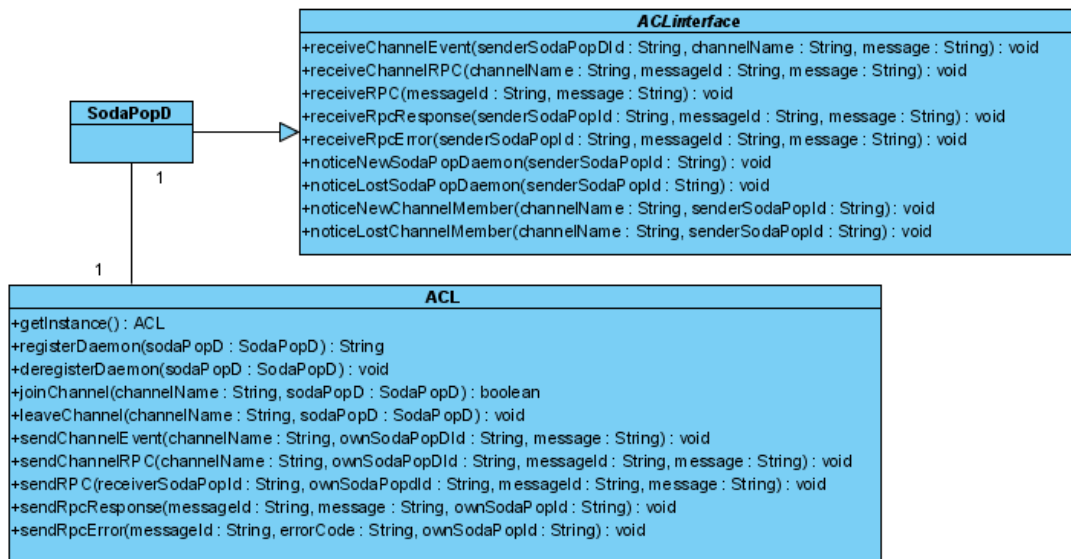 ACLinterface
+receiveChannelEvent(senderSodaPopDId : String, channelName : String, message : String) : void
+receiveChannelRPC(channelName : String, messageId : String, message : String) : void
+receiveRPC(messageId : String, message : String) : void
+receiveRpcResponse(senderSodaPopId : String, messageId : String, message : String) : void
+receiveRpcError(senderSodaPopId : String, messageId : String, message : String) : void
+noticeNewSodaPopDaemon(senderSodaPopId : String) : void
+noticeLostSodaPopDaemon(senderSodaPopId : String) : void
+noticeNewChannelMember(channelName : String, senderSodaPopId : String) : void
+noticeLostChannelMember(channelName : String, senderSodaPopId : String) : void
SodaPopD
1
1
ACL
+getInstance() : ACL
+registerDaemon(sodaPopD : SodaPopD) : String
+deregisterDaemon(sodaPopD : SodaPopD) : void
+joinChannel(channelName : String, sodaPopD : SodaPopD) : boolean
+leaveChannel(channelName : String, sodaPopD : SodaPopD) : void
+sendChannelEvent(channelName : String, ownSodaPopDId : String, message : String) : void
+sendChannelRPC(channelName : String, ownSodaPopDId : String, messageId : String, message : String) : void
+sendRPC(receiverSodaPopId : String, ownSodaPopdId : String, messageId : String, message : String) : void
+sendRpcResponse(messageId : String, message : String, ownSodaPopId : String) : void
+sendRpcError(messageId : String, errorCode : String, ownSodaPopId : String) : void